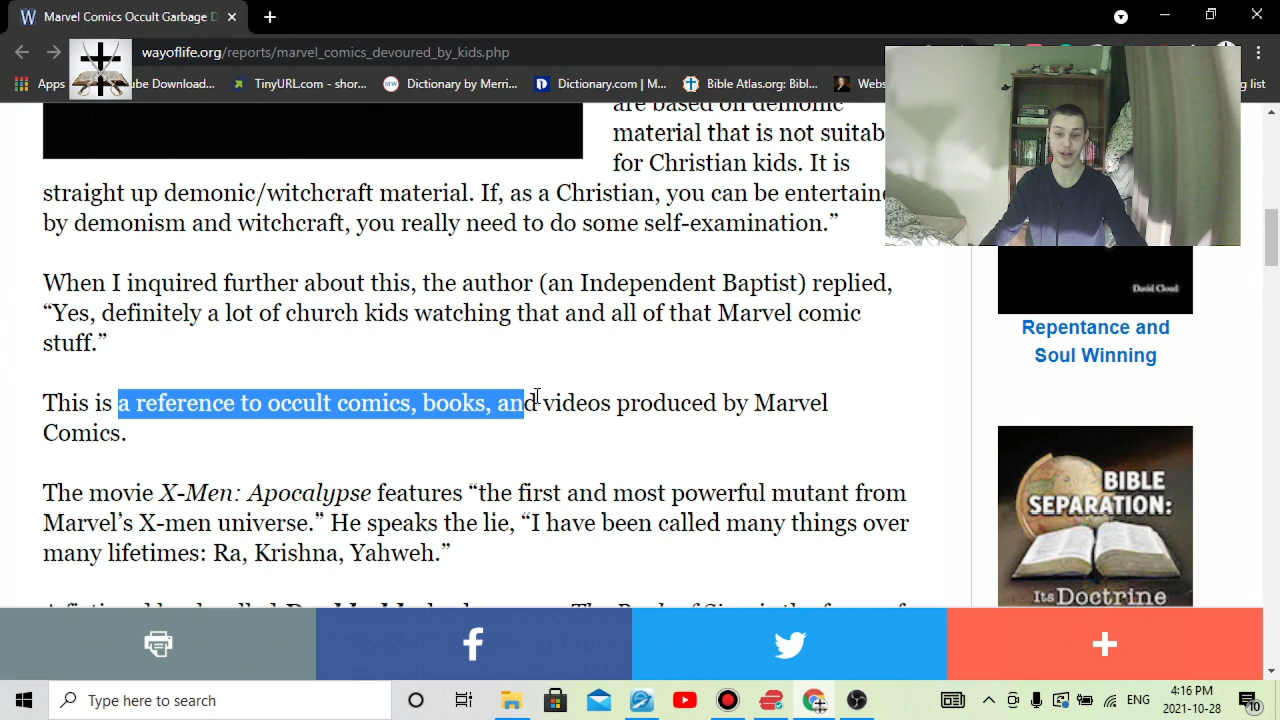 Marvel Comics Occult Garbage D
wayoflife.org/reports/marvel_comics_devoured_by_kids.php
Apps
ube Download...
TinyURL.com - shor...
Dictionary by Merri...
Dictionary.com | M...
Bible Atlas.org: Bibl...
Webs
g list
are based on demonic
material that is not suitab
for Christian kids. It is
straight up demonic/witchcraft material. If, as a Christian, you can be entertaine
by demonism and witchcraft, you really need to do some self-examination.”
When I inquired further about this, the author (an Independent Baptist) replied,
“Yes, definitely a lot of church kids watching that and all of that Marvel comic
stuff.”
This is a reference to occult comics, books, and videos produced by Marvel
Comics.
The movie X-Men: Apocalypse features “the first and most powerful mutant from
Marvel’s X-men universe.” He speaks the lie, “I have been called many things over
many lifetimes: Ra, Krishna, Yahweh.”
David Cloud
Repentance and
Soul Winning
BIBLE
SEPARATION:
Its Doctrine
Type here to search
ENG
4:16 PM
2021-10-28
10